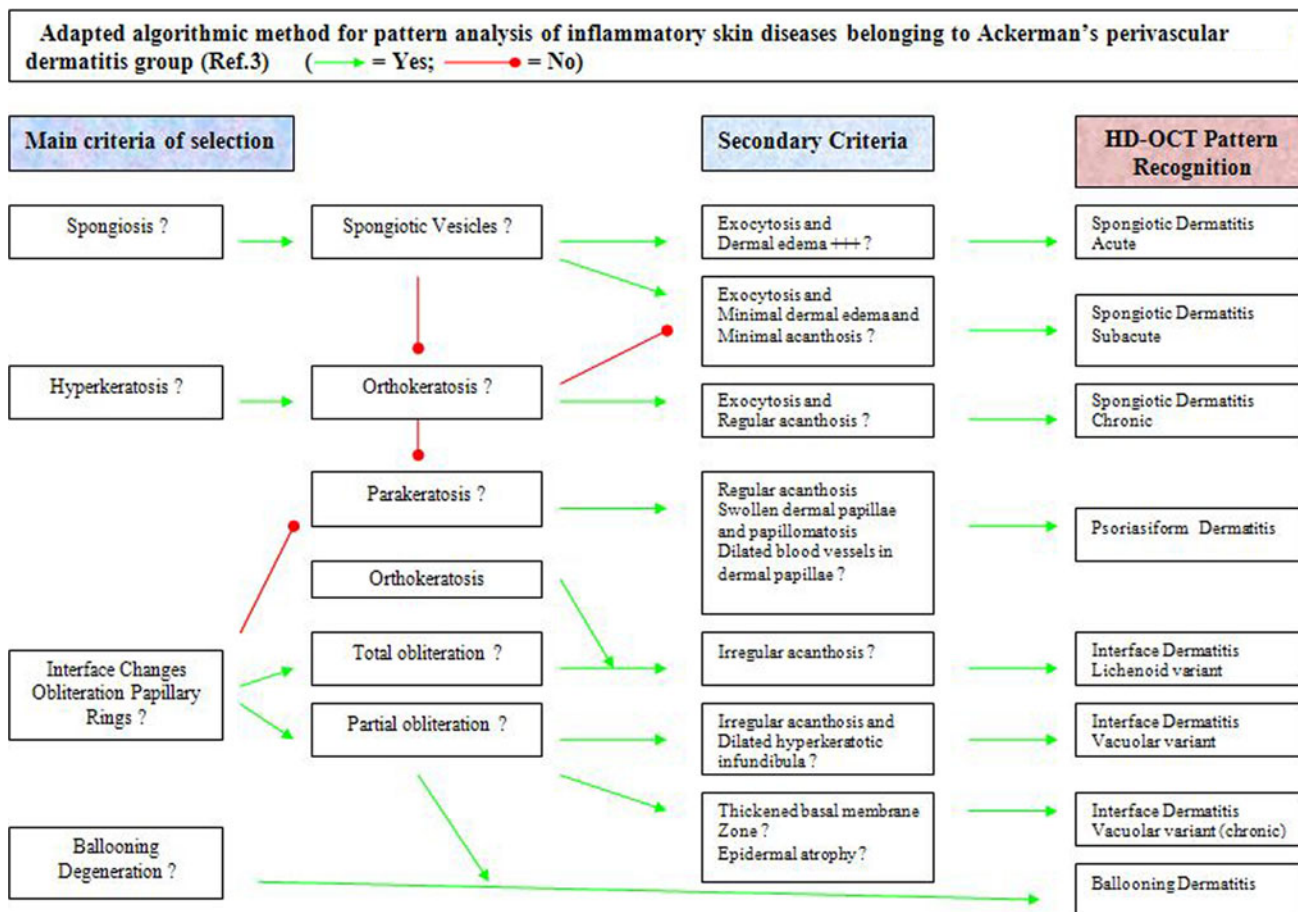 Adapted algorithmic method for pattern analysis of inflammatory skin diseases belonging to Ackerman's perivascular
dermatitis group (Ref.3) ( = Yes; = No)
Main criteria of selection
Secondary Criteria
HD-OCT Pattern
Recognition
Spongiosis ?
Spongiotic Vesicles ?
Exocytosis and
Dermal edema +++ ?
Spongiotic Dermatitis
Acute
Exocytosis and
Minimal dermal edema and
Minimal acanthosis ?
Spongiotic Dermatitis
Subacute
Hyperkeratosis ?
Orthokeratosis ?
Exocytosis and
Regular acanthosis ?
Spongiotic Dermatitis
Chronic
Parakeratosis ?
Regular acanthosis
Swollen dermal papillae
and papillomatosis
Dilated blood vessels in
dermal papillae ?
Psoriasiform Dermatitis
Orthokeratosis
Interface Changes
Obliteration Papillary
Rings ?
Total obliteration ?
Irregular acanthosis ?
Interface Dermatitis
Lichenoid variant
Partial obliteration ?
Irregular acanthosis and
Dilated hyperkeratotic
infundibula ?
Interface Dermatitis
Vacuolar variant
Thickened basal membrane
Zone ?
Epidermal atrophy ?
Interface Dermatitis
Vacuolar variant (chronic)
Ballooning
Degeneration ?
Ballooning Dermatitis